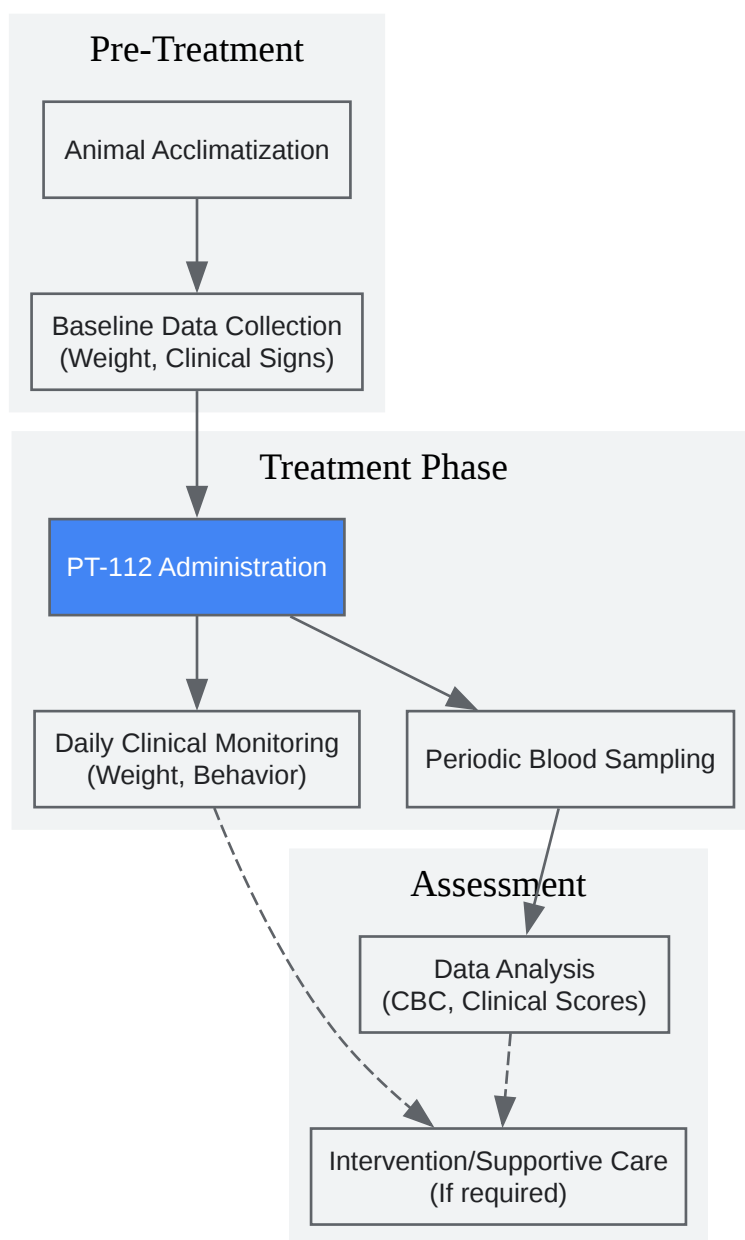 Pre-Treatment
Animal Acclimatization
Baseline Data Collection
(Weight, Clinical Signs)
Treatment Phase
PT-112 Administration
Daily Clinical Monitoring
(Weight, Behavior)
Periodic Blood Sampling
Assessment
Data Analysis
(CBC, Clinical Scores)
Intervention/Supportive Care
(If required)